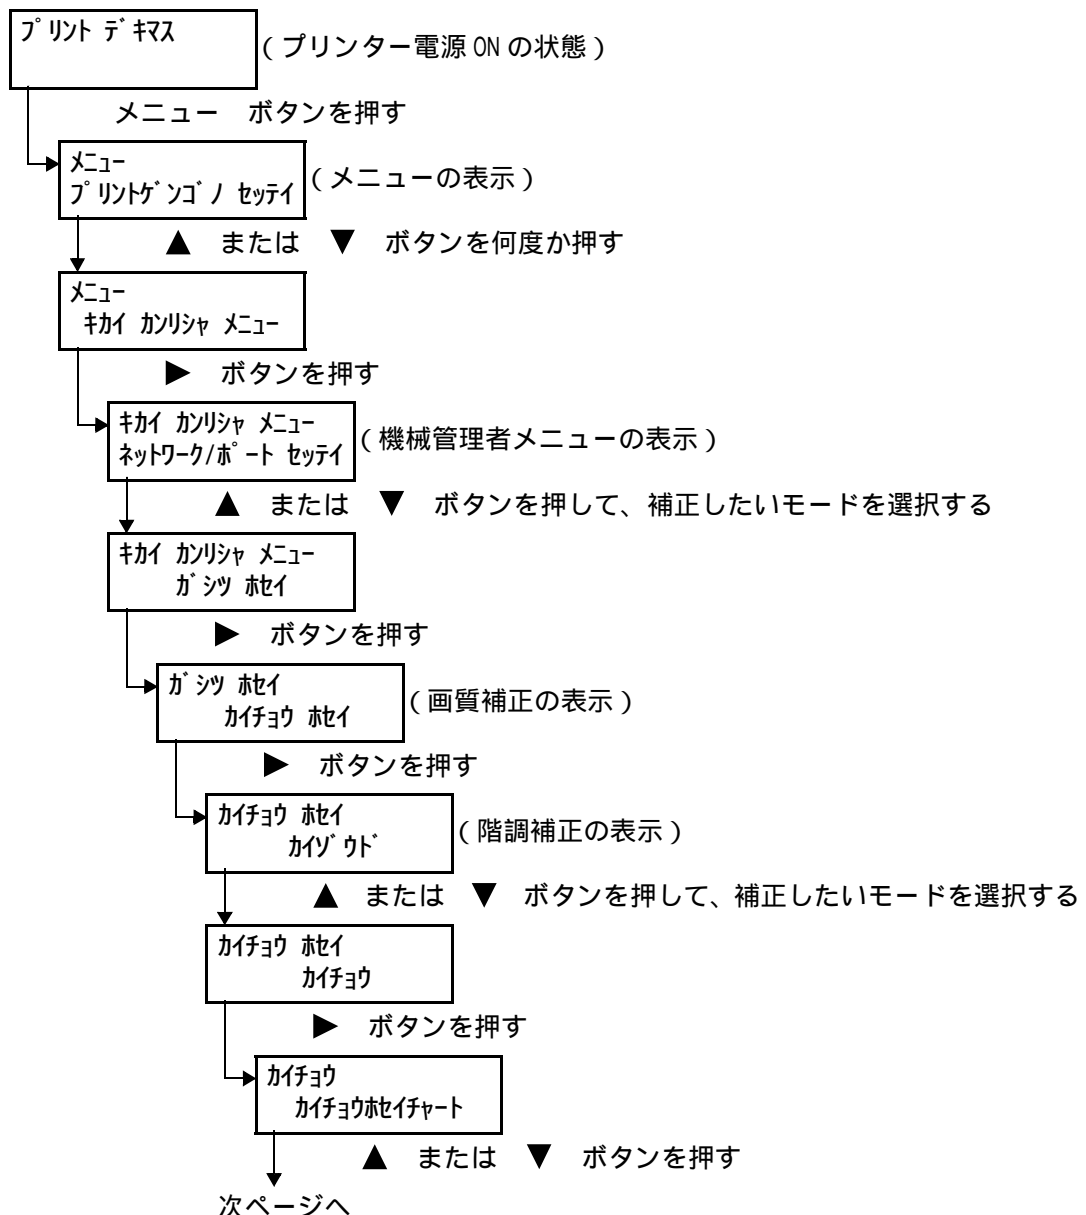 ﾌﾟﾘﾝﾄ ﾃﾞｷﾏｽ
(プリンター電源 ON の状態)
メニュー　ボタンを押す
ﾒﾆｭｰ
ﾌﾟﾘﾝﾄｹﾞﾝｺﾞﾉ ｾｯﾃｲ
(メニューの表示)
▲　または　▼　ボタンを何度か押す
ﾒﾆｭｰ
ｷｶｲ ｶﾝﾘｼｬ ﾒﾆｭｰ
▶　ボタンを押す
ｷｶｲ ｶﾝﾘｼｬ ﾒﾆｭｰ
ﾈｯﾄﾜｰｸ/ﾎﾟｰﾄ ｾｯﾃｲ
(機械管理者メニューの表示)
▲　または　▼　ボタンを押して、補正したいモードを選択する
ｷｶｲ ｶﾝﾘｼｬ ﾒﾆｭｰ
ｶﾞｼﾂ ﾎｾｲ
▶　ボタンを押す
ｶﾞｼﾂ ﾎｾｲ
ｶｲﾁｮｳ ﾎｾｲ
(画質補正の表示)
▶　ボタンを押す
ｶｲﾁｮｳ ﾎｾｲ
ｶｲｿﾞｳﾄﾞ
(階調補正の表示)
▲　または　▼　ボタンを押して、補正したいモードを選択する
ｶｲﾁｮｳ ﾎｾｲ
ｶｲﾁｮｳ
▶　ボタンを押す
ｶｲﾁｮｳ
ｶｲﾁｮｳﾎｾｲﾁｬｰﾄ
▲　または　▼　ボタンを押す
次ページへ